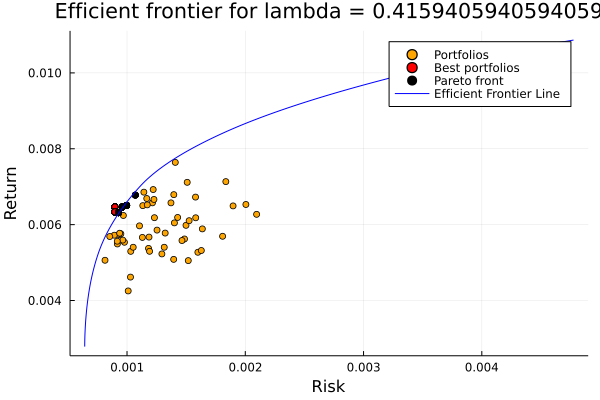 Efficient frontier for lambda = 0.4159405940594059
Portfolios
Best portfolios
Pareto front
Efficient Frontier Line
0.010
0.008
0.006
0.004
Return
0.001
0.002
0.003
0.004
Risk